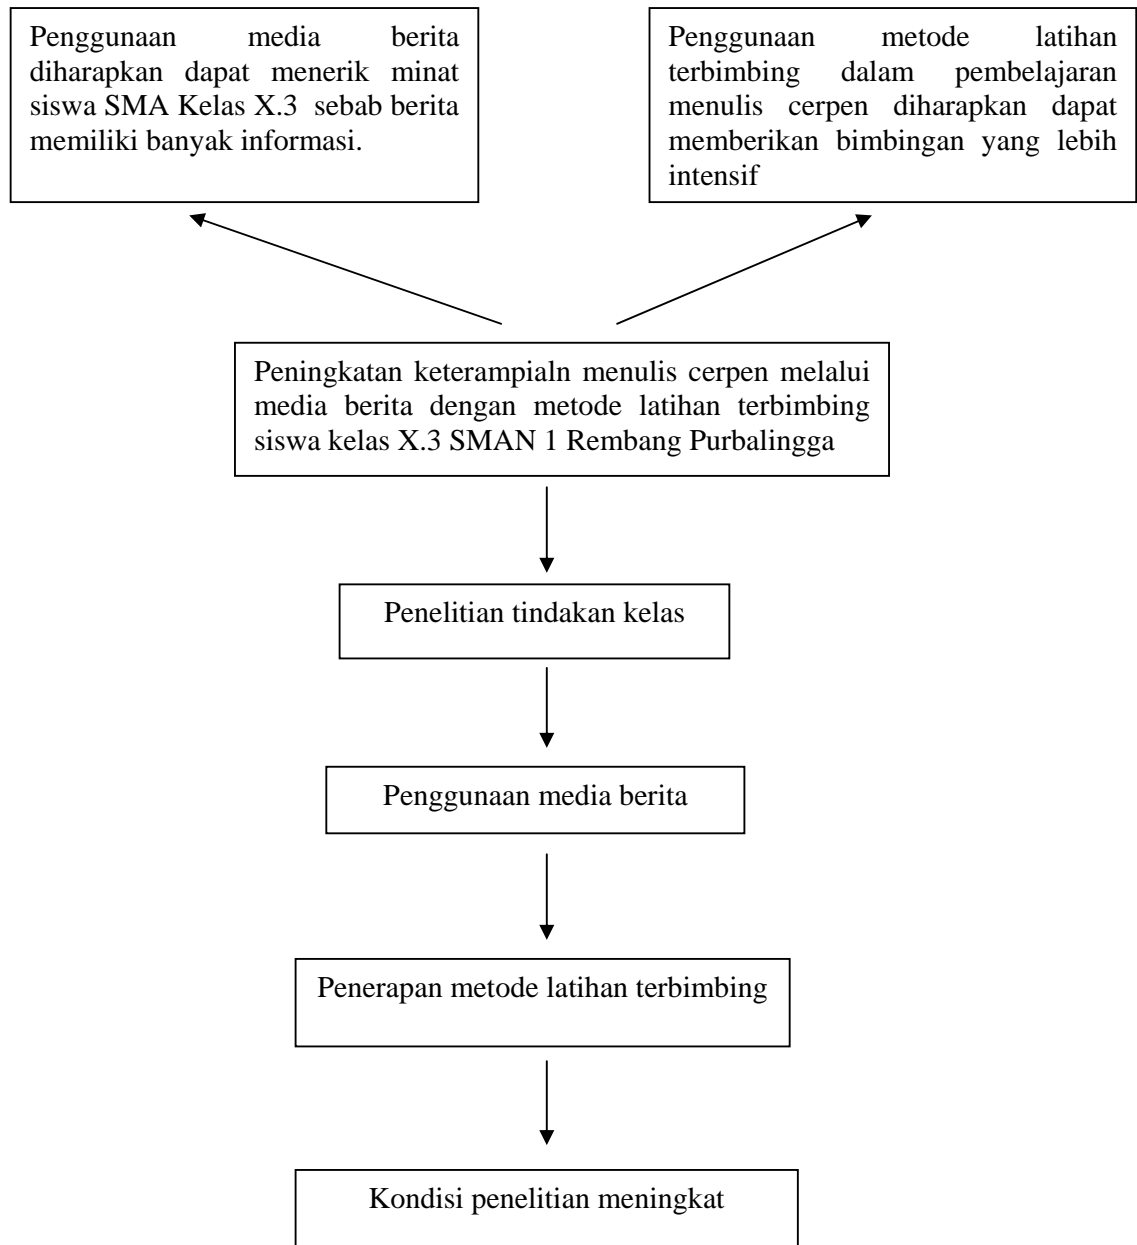 Penggunaan media berita
diharapkan dapat menerik minat
siswa SMA Kelas X.3 sebab berita
memiliki banyak informasi.
Penggunaan metode latihan
terbimbing dalam pembelajaran
menulis cerpen diharapkan dapat
memberikan bimbingan yang lebih
intensif
Peningkatan keterampialn menulis cerpen melalui
media berita dengan metode latihan terbimbing
siswa kelas X.3 SMAN 1 Rembang Purbalingga
Penelitian tindakan kelas
Penggunaan media berita
Penerapan metode latihan terbimbing
Kondisi penelitian meningkat